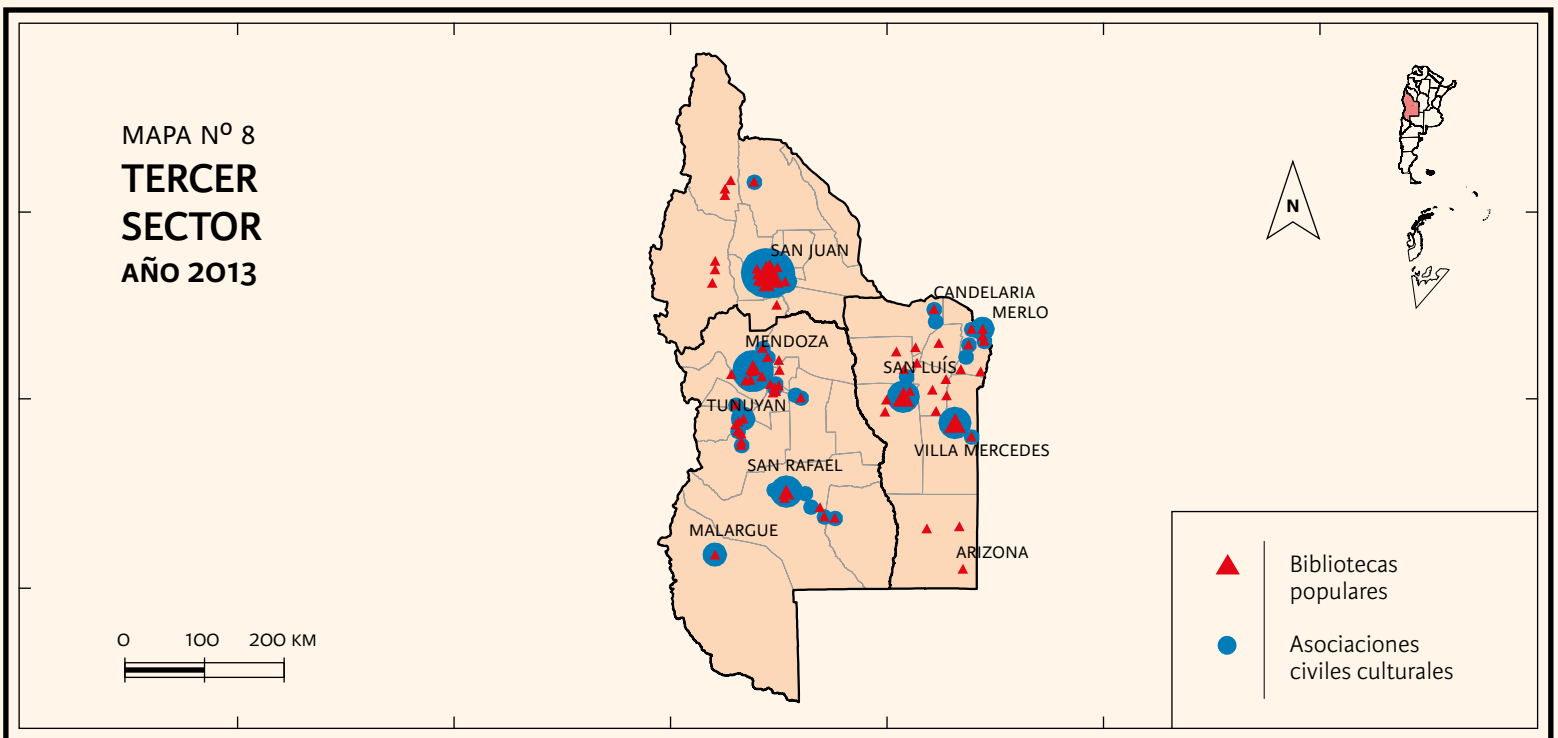 MAPA Nº 8
TERCER
SECTOR
AÑO 2013
N
SAN JUAN
CANDELARIA
MERLO
MENDOZA
SAN LUÍS
TUNUYAN
VILLA MERCEDES
SAN RAFAEL
MALARGUE
ARIZONA
0 100 200 KM
Bibliotecas
populares
Asociaciones
civiles culturales